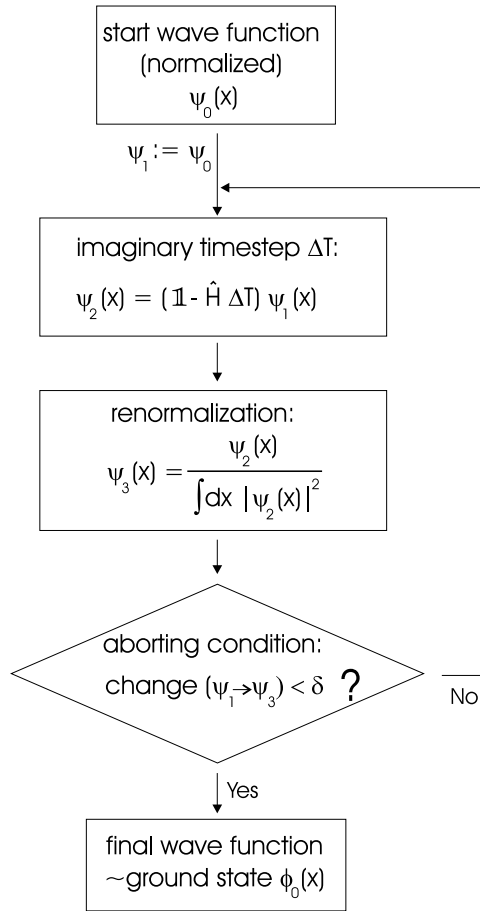 start wave function
(normalized)
ψ₀(x)
ψ₁ := ψ₀
imaginary timestep ΔT:
ψ₂(x) = (𝟙 - Ĥ ΔT) ψ₁(x)
renormalization:
ψ₃(x) = ψ₂(x) / ∫dx |ψ₂(x)|²
aborting condition:
change (ψ₁→ψ₃) < δ ?
No
Yes
final wave function
~ground state ϕ₀(x)